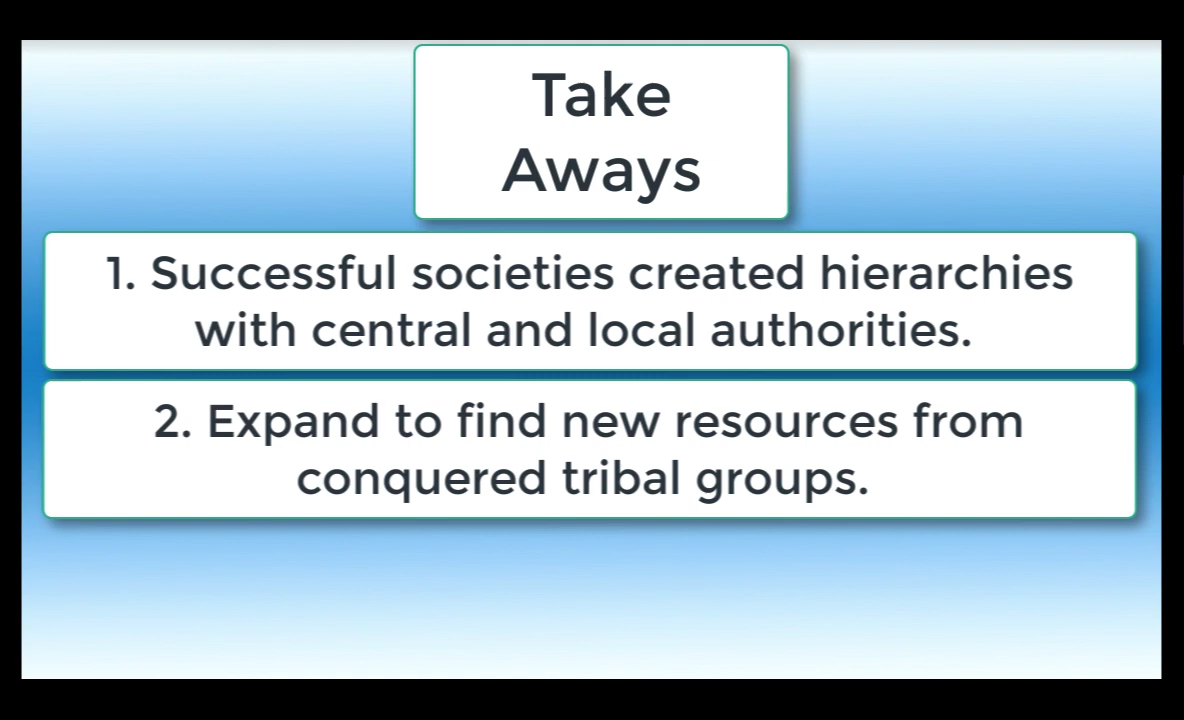 Take
Aways
1. Successful societies created hierarchies
with central and local authorities.
2. Expand to find new resources from
conquered tribal groups.